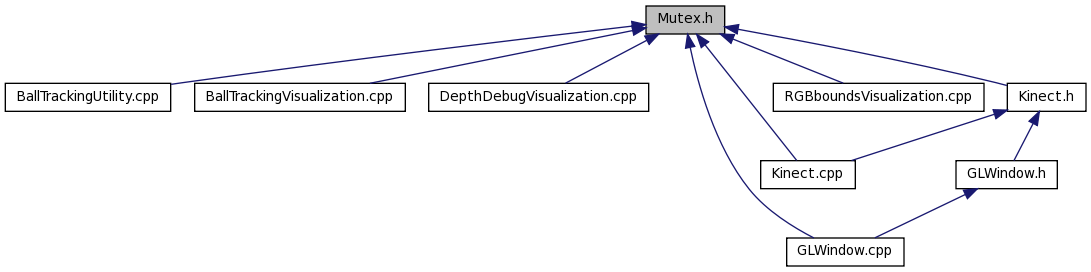 Mutex.h
BallTrackingUtility.cpp
BallTrackingVisualization.cpp
DepthDebugVisualization.cpp
RGBboundsVisualization.cpp
Kinect.h
Kinect.cpp
GLWindow.h
GLWindow.cpp